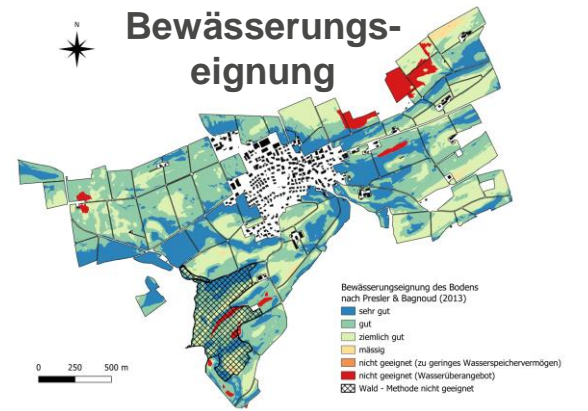 Bewässerungs-
eignung
N
Bewässerungseignung des Bodens
nach Presler & Bagnoud (2013)
sehr gut
gut
ziemlich gut
mässig
nicht geeignet (zu geringes Wasserspeichervermögen)
nicht geeignet (Wasserüberangebot)
Wald - Methode nicht geeignet
0 250 500 m